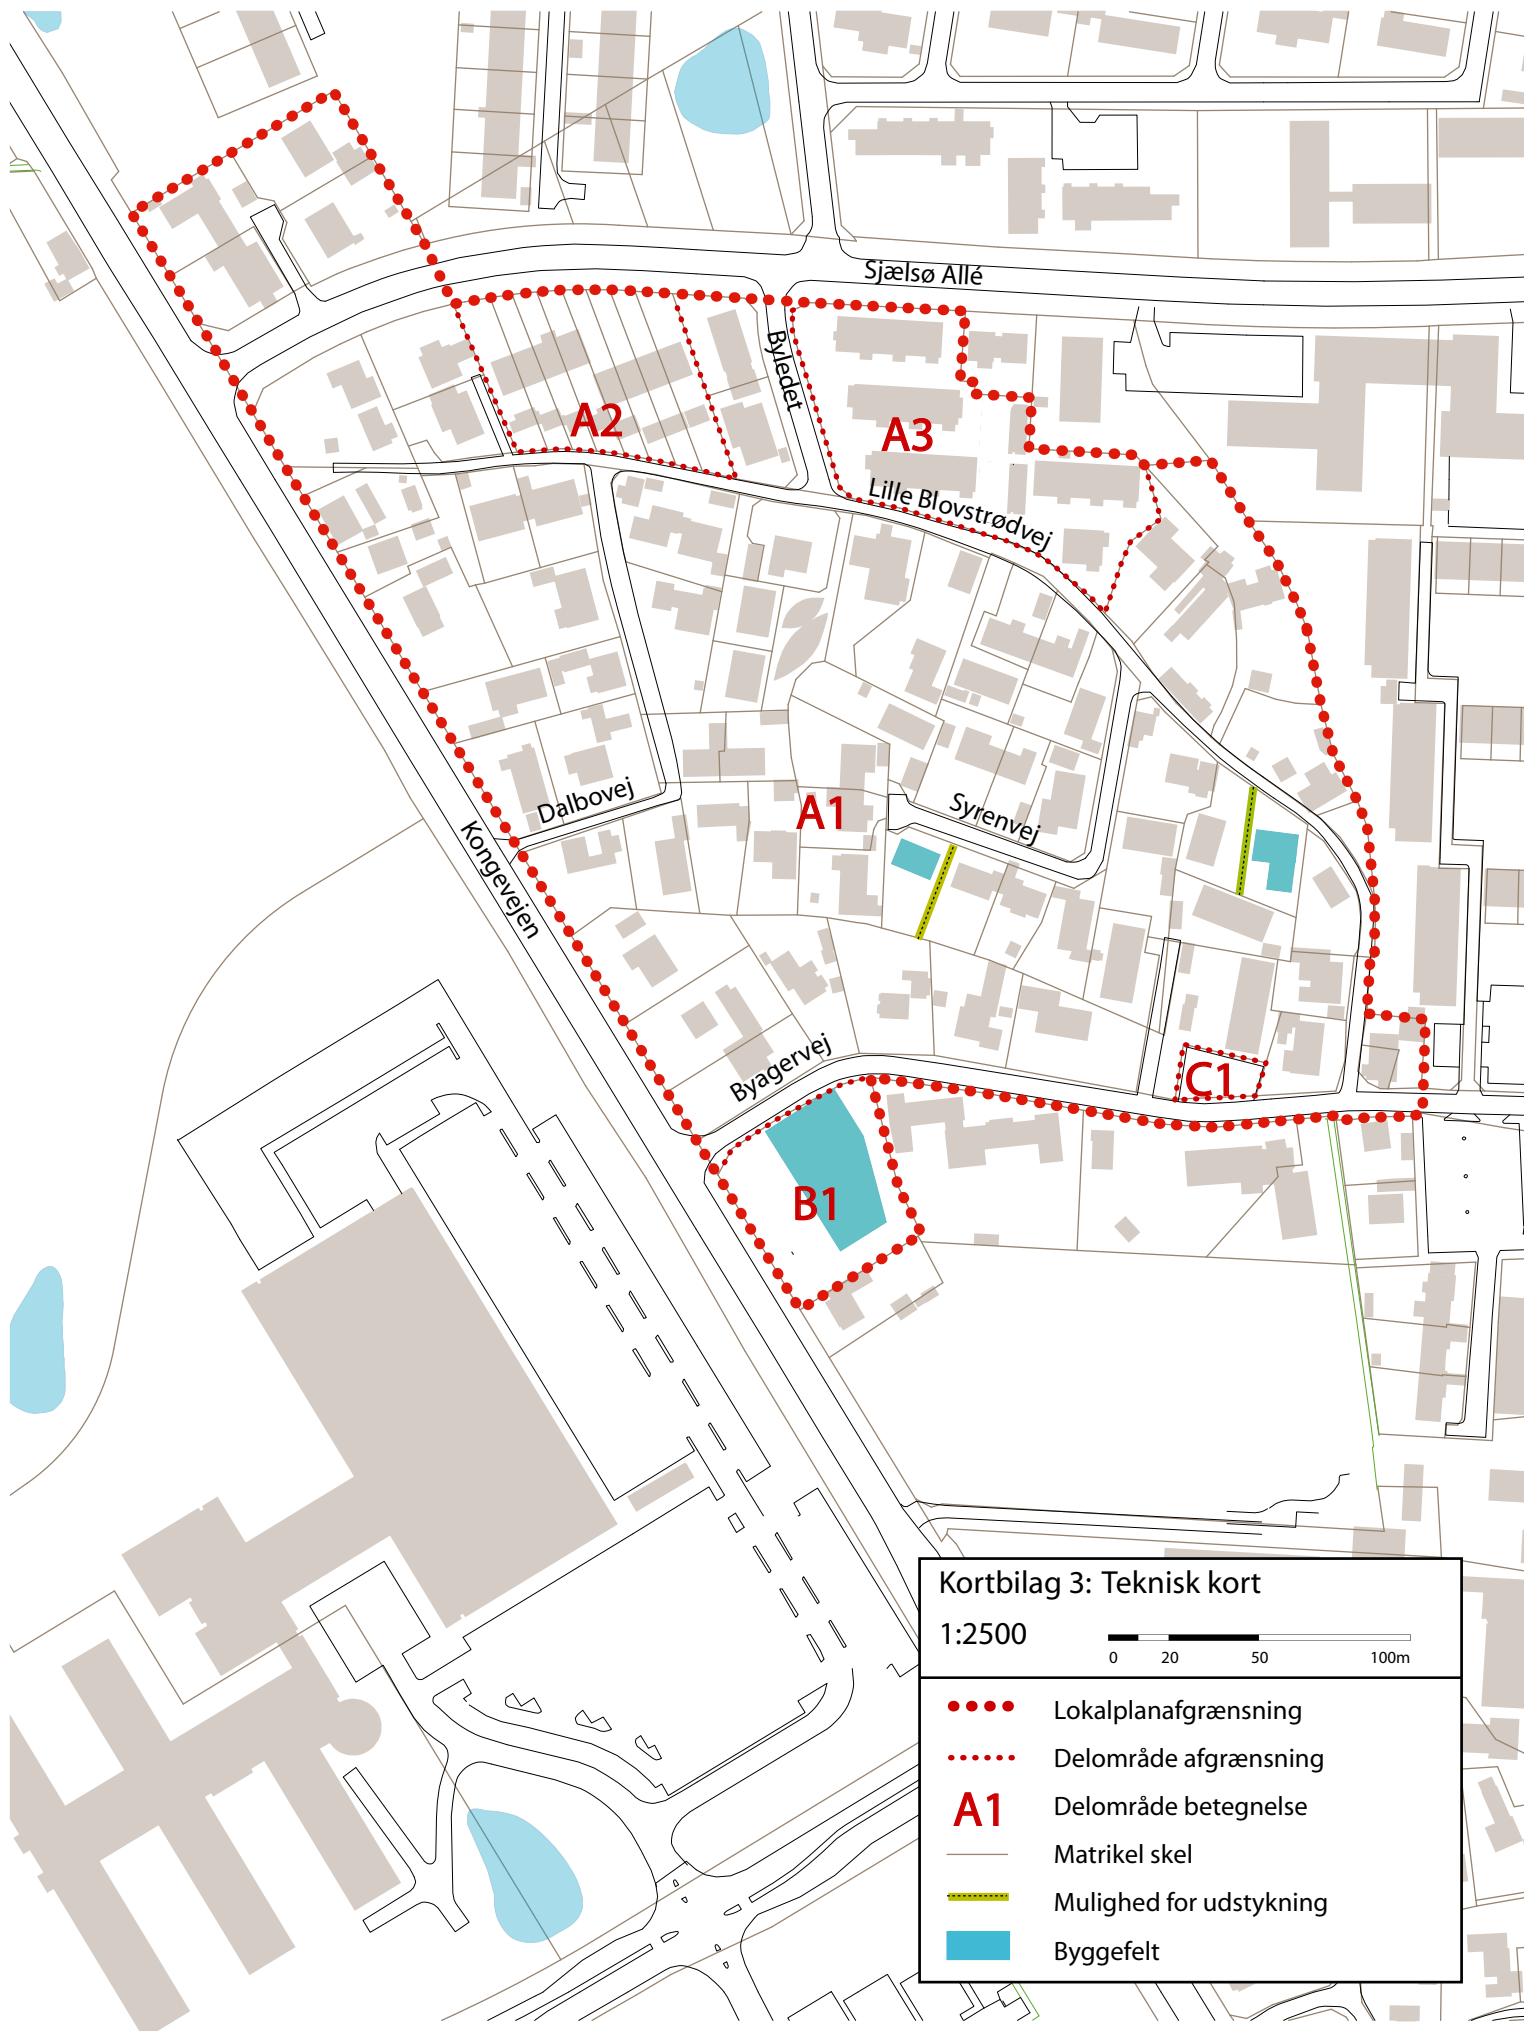 Sjælsø Allé
Byledet
A2
A3
Lille Blovstrødvej
Dalbovej
A1
Syrenvej
Kongevejen
Byagervej
C1
B1
Kortbilag 3: Teknisk kort
1:2500
0 20 50 100m
Lokalplanafgrænsning
Delområde afgrænsning
A1 Delområde betegnelse
Matrikel skel
Mulighed for udstykning
Byggefelt